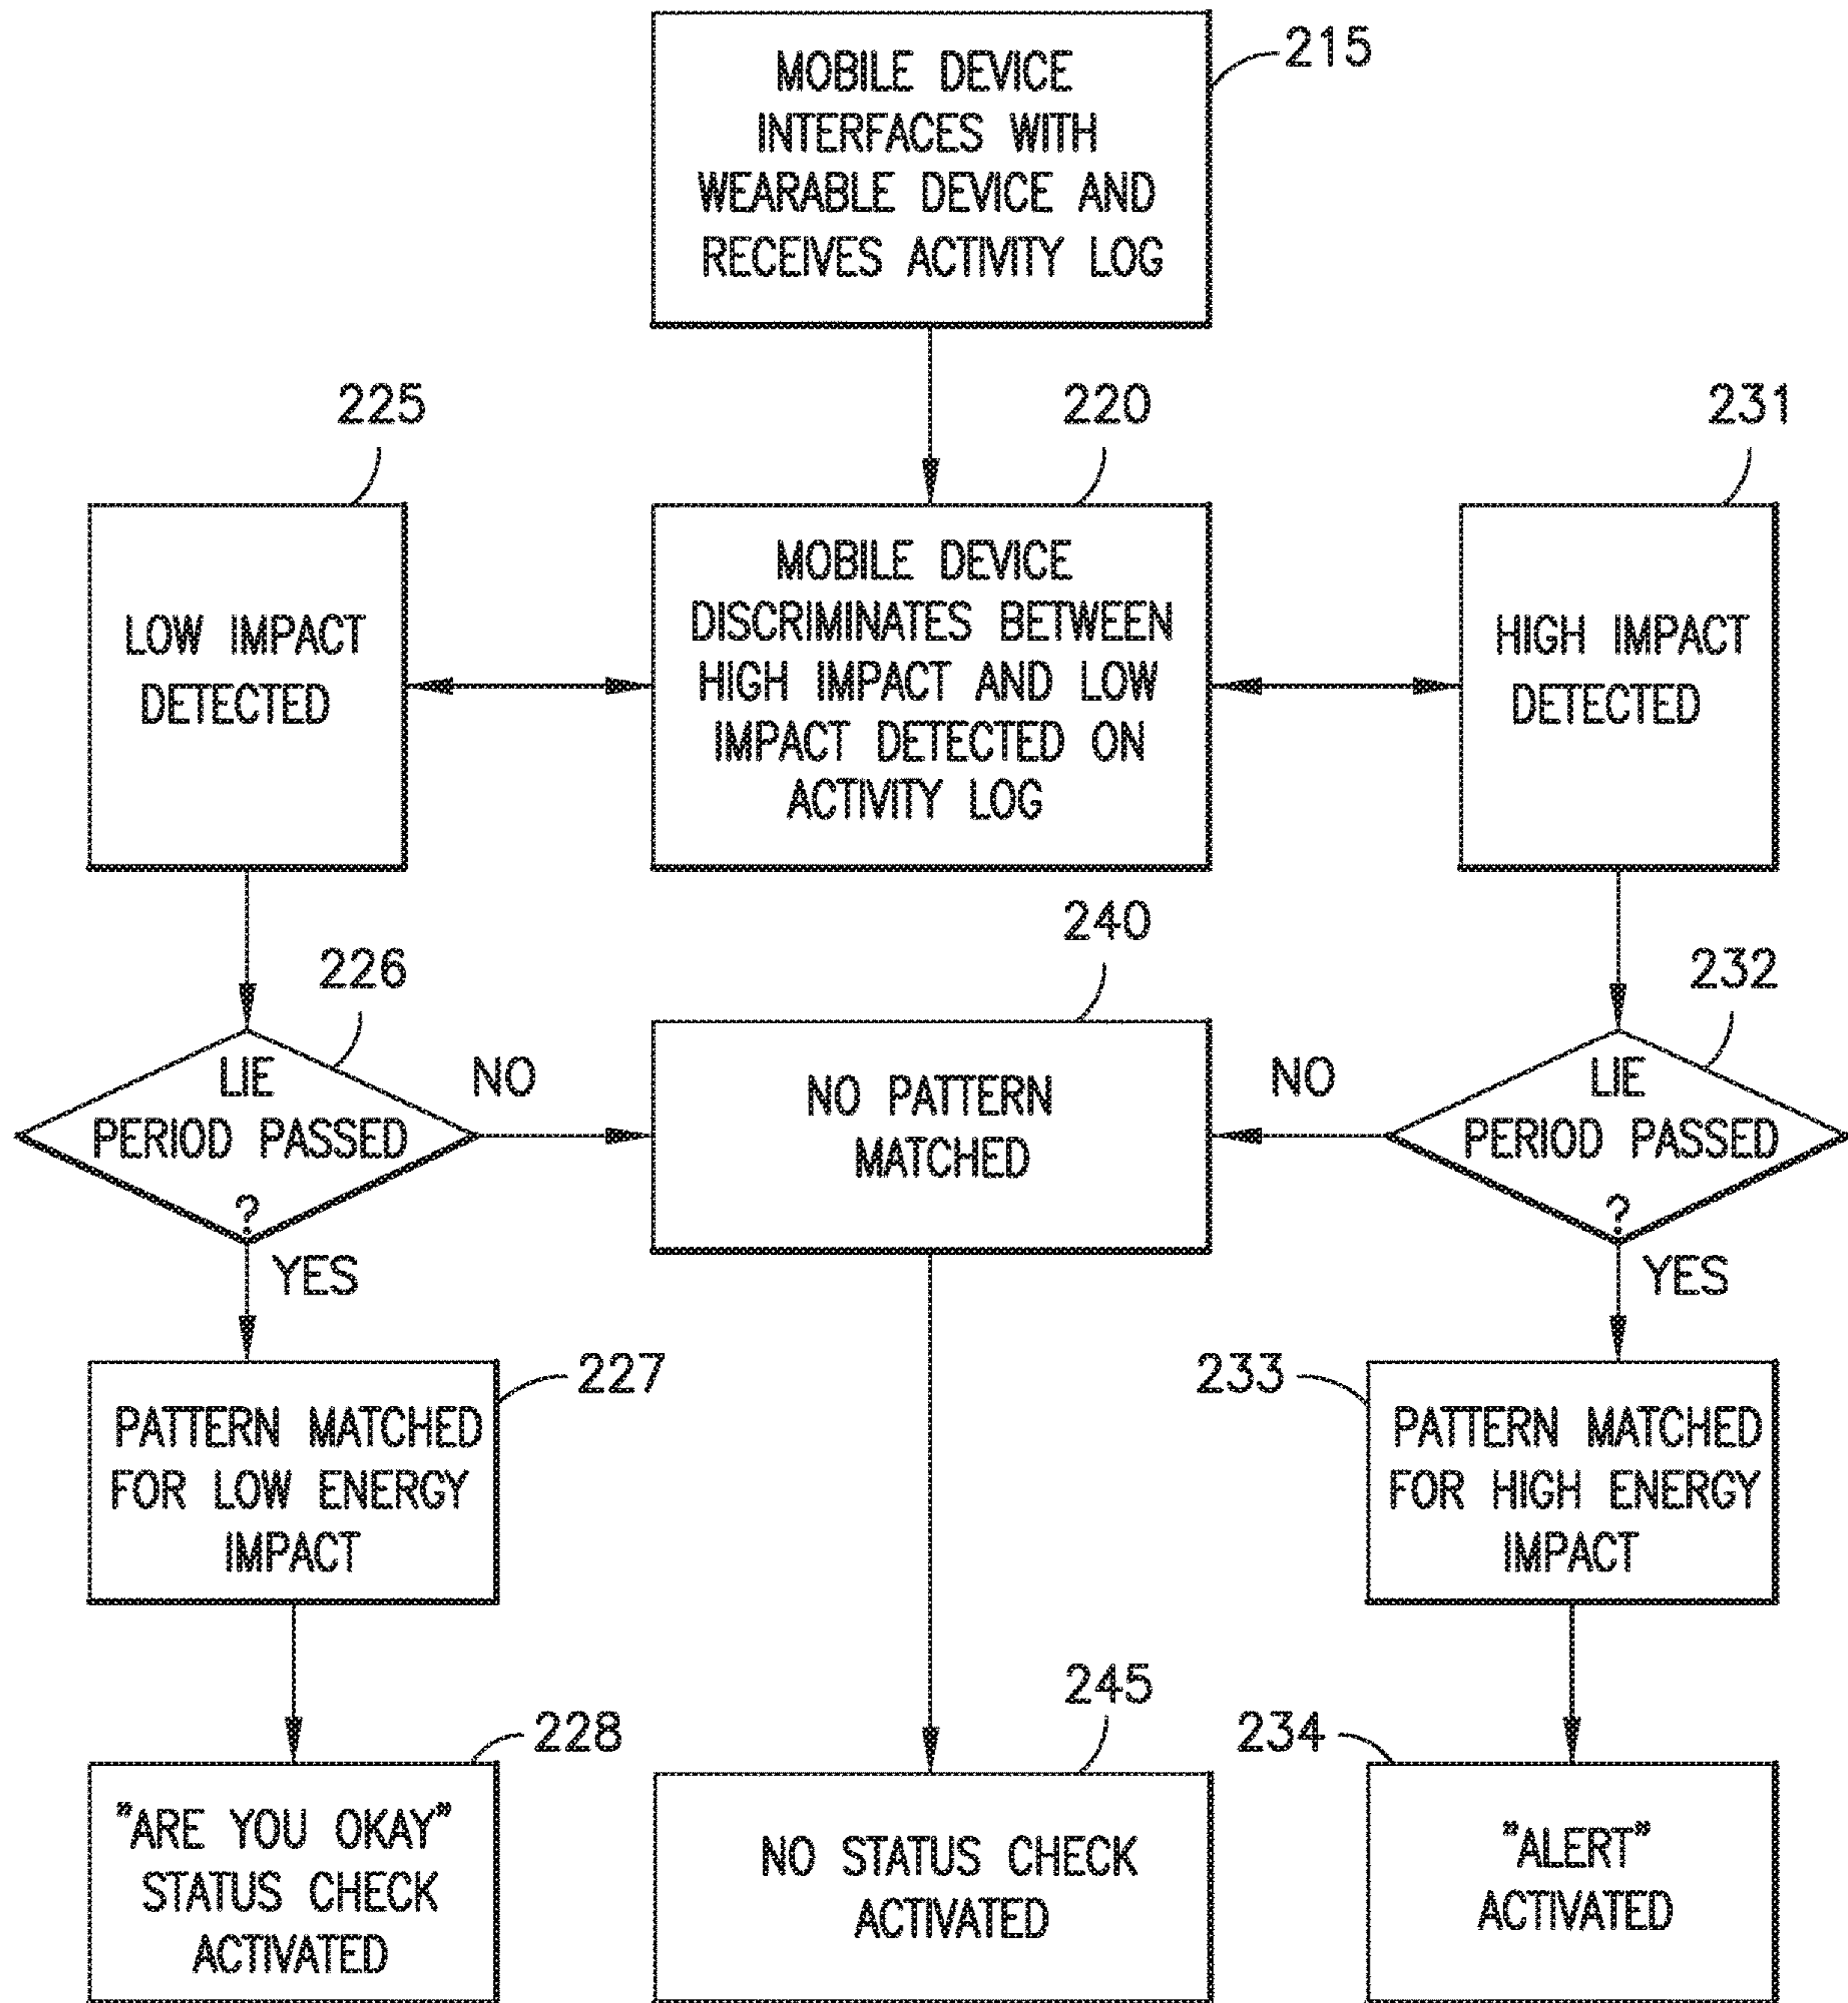 MOBILE DEVICE
INTERFACES WITH
WEARABLE DEVICE AND
RECEIVES ACTIVITY LOG
215
225
220
231
LOW IMPACT
DETECTED
MOBILE DEVICE
DISCRIMINATES BETWEEN
HIGH IMPACT AND LOW
IMPACT DETECTED ON
ACTIVITY LOG
HIGH IMPACT
DETECTED
226
240
232
LIE
PERIOD PASSED
?
NO
NO PATTERN
MATCHED
NO
LIE
PERIOD PASSED
?
YES
YES
227
233
PATTERN MATCHED
FOR LOW ENERGY
IMPACT
PATTERN MATCHED
FOR HIGH ENERGY
IMPACT
228
245
234
"ARE YOU OKAY"
STATUS CHECK
ACTIVATED
NO STATUS CHECK
ACTIVATED
"ALERT"
ACTIVATED